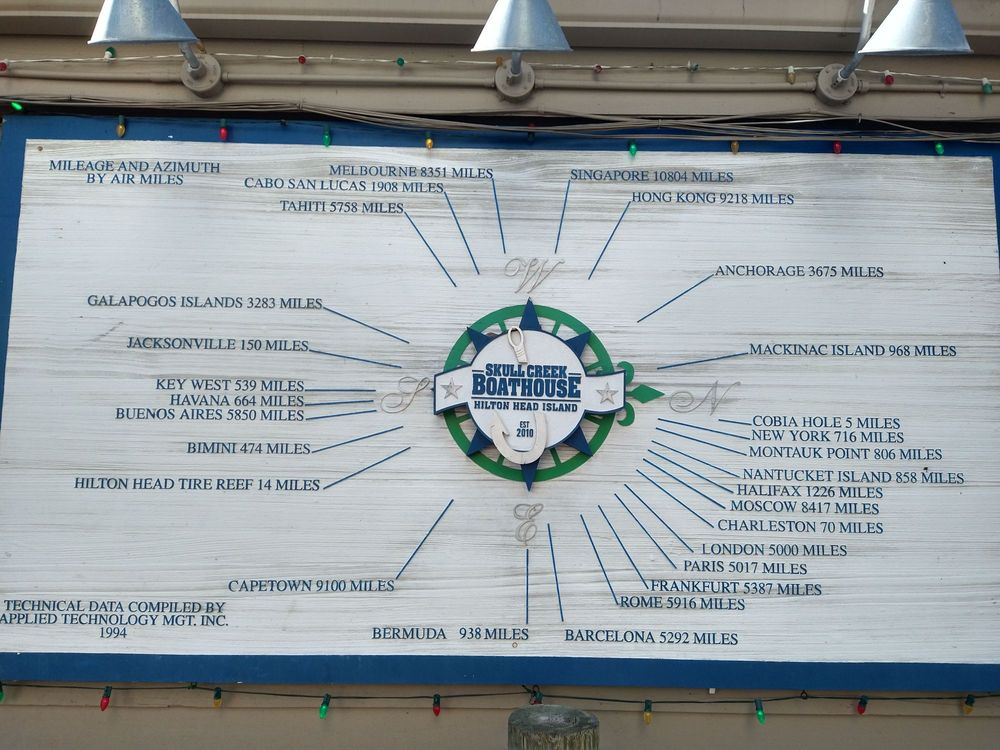 MILEAGE AND AZIMUTH
BY AIR MILES
MELBOURNE 8351 MILES
CABO SAN LUCAS 1908 MILES
TAHITI 5758 MILES
SINGAPORE 10804 MILES
HONG KONG 9218 MILES
W
ANCHORAGE 3675 MILES
GALAPOGOS ISLANDS 3283 MILES
JACKSONVILLE 150 MILES
MACKINAC ISLAND 968 MILES
KEY WEST 539 MILES
HAVANA 664 MILES
BUENOS AIRES 5850 MILES
BIMINI 474 MILES
HILTON HEAD TIRE REEF 14 MILES
S
SKULL CREEK
BOATHOUSE
HILTON HEAD ISLAND
EST
2010
N
COBIA HOLE 5 MILES
NEW YORK 716 MILES
MONTAUK POINT 806 MILES
NANTUCKET ISLAND 858 MILES
HALIFAX 1226 MILES
MOSCOW 8417 MILES
CHARLESTON 70 MILES
LONDON 5000 MILES
PARIS 5017 MILES
FRANKFURT 5387 MILES
ROME 5916 MILES
E
CAPETOWN 9100 MILES
BERMUDA 938 MILES
BARCELONA 5292 MILES
TECHNICAL DATA COMPILED BY
APPLIED TECHNOLOGY MGT. INC.
1994